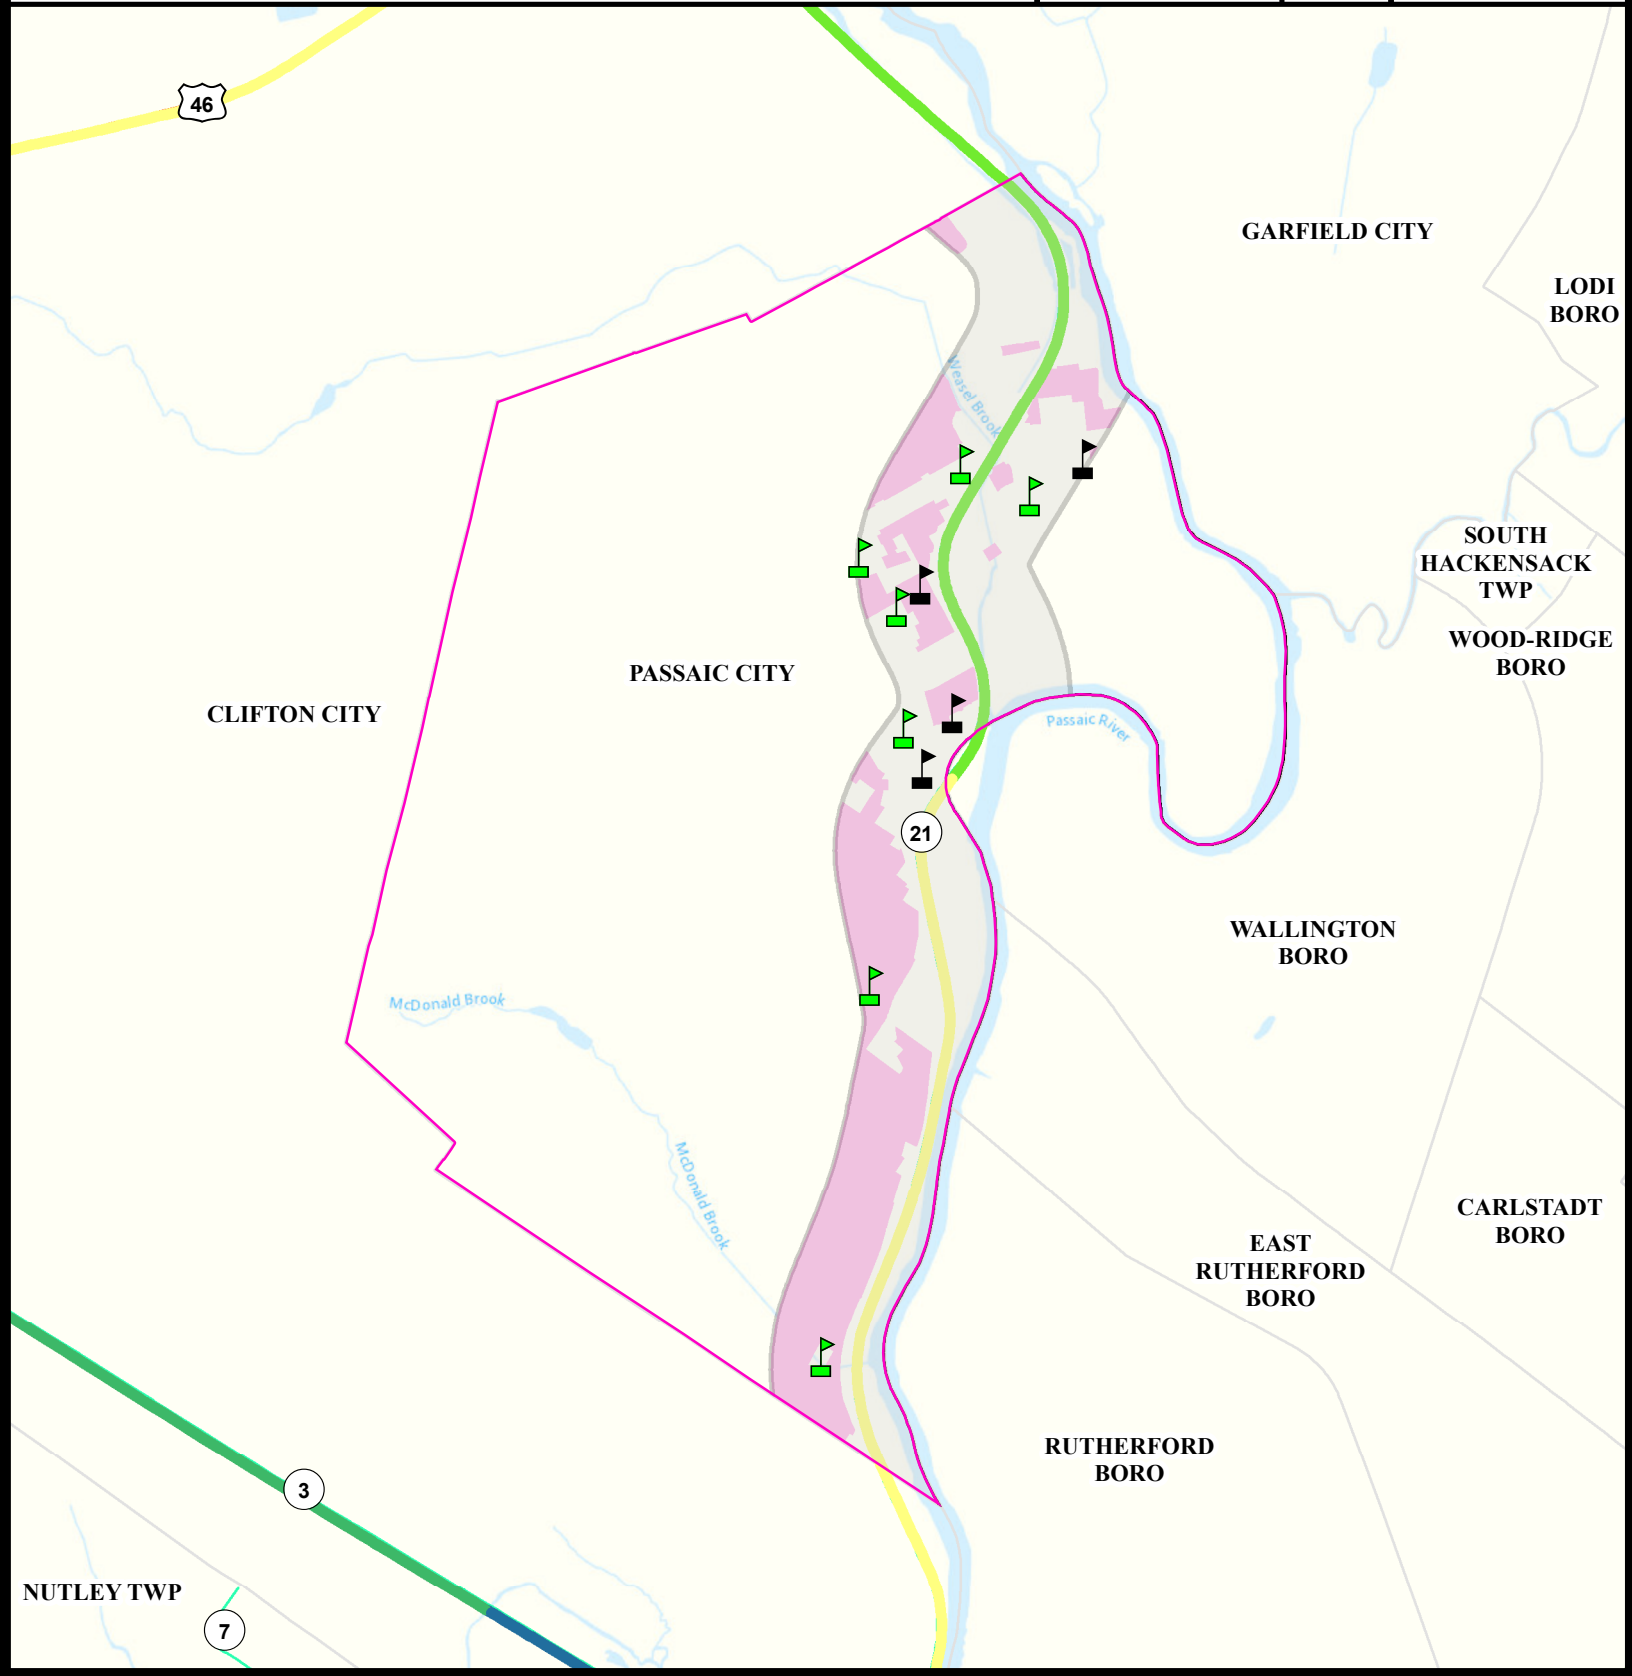 46
GARFIELD CITY
LODI
BORO
Weasel Brook
SOUTH
HACKENSACK
TWP
WOOD-RIDGE
BORO
PASSAIC CITY
CLIFTON CITY
Passaic River
21
WALLINGTON
BORO
McDonald Brook
McDonald Brook
CARLSTADT
BORO
EAST
RUTHERFORD
BORO
RUTHERFORD
BORO
3
NUTLEY TWP
7